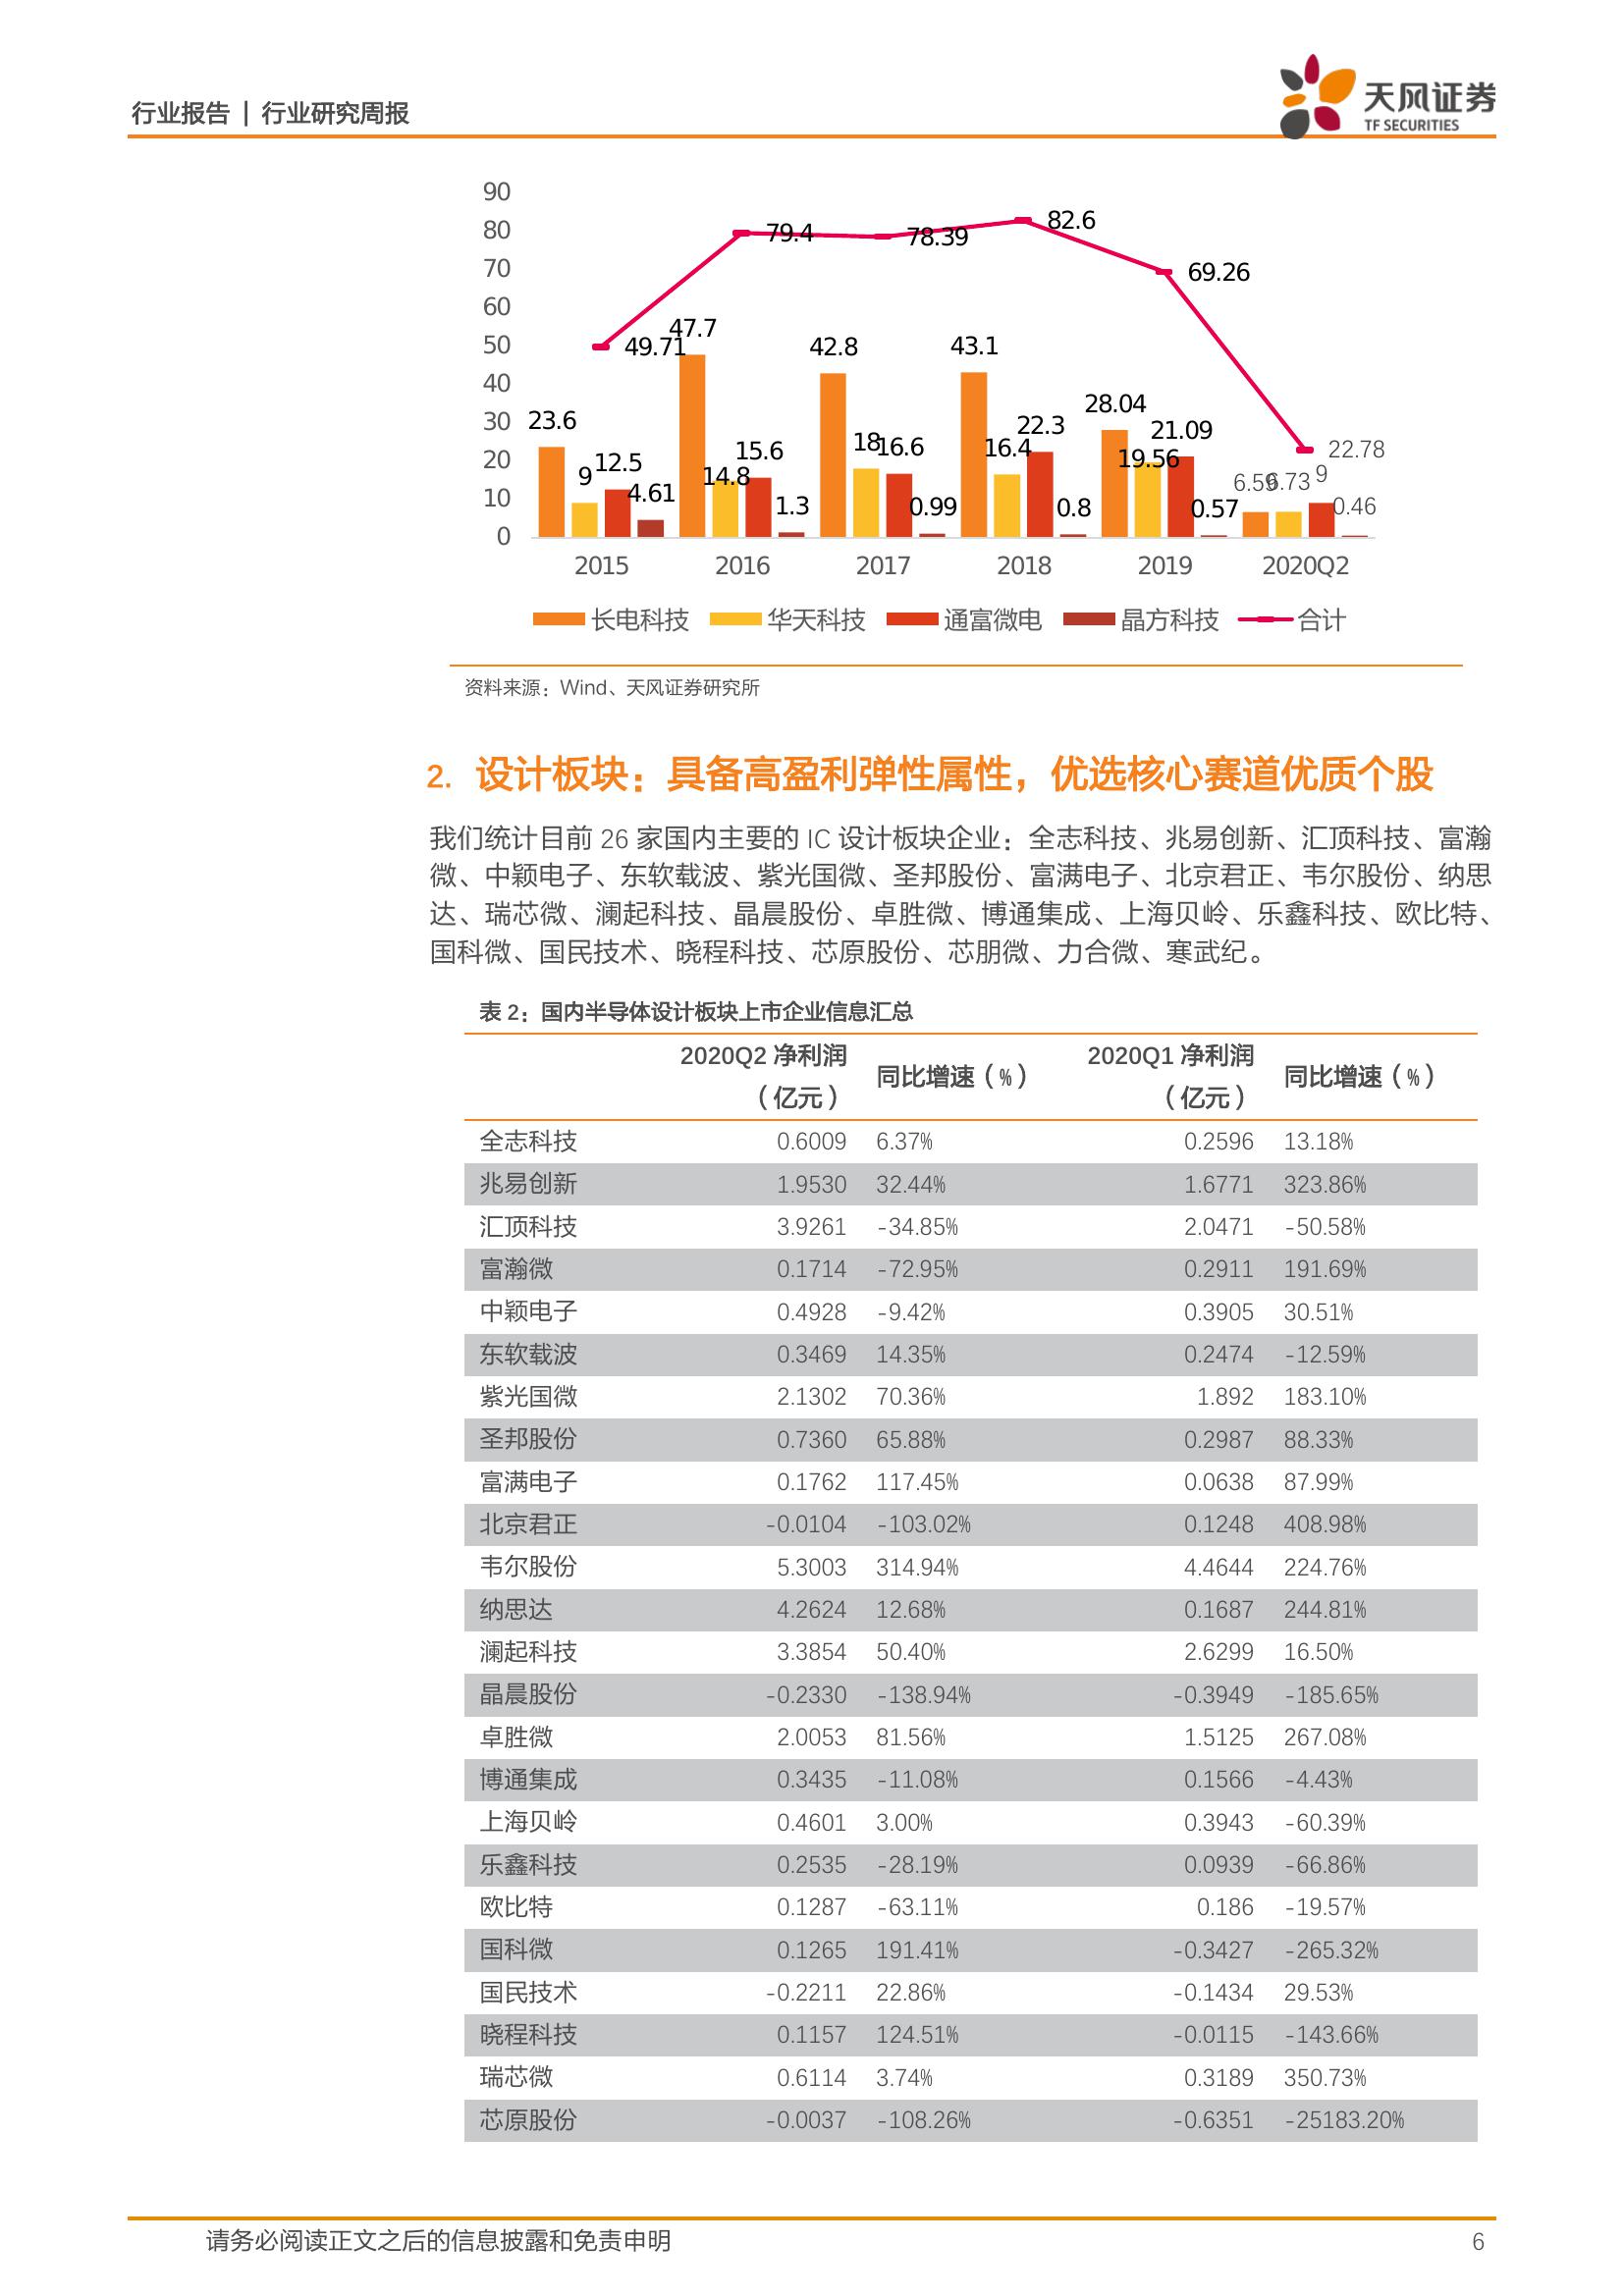 行业报告 | 行业研究周报
天风证券
TF SECURITIES
90
80
70
60
50
40
30
20
10
0
49.71
79.4
78.39
82.6
69.26
22.78
23.6
9
12.5
4.61
47.7
14.8
15.6
1.3
42.8
18
16.6
0.99
43.1
16.4
22.3
0.8
28.04
19.56
21.09
0.57
6.59
6.73
9
0.46
2015 2016 2017 2018 2019 2020Q2
长电科技 华天科技 通富微电 晶方科技 合计
资料来源：Wind、天风证券研究所
2. 设计板块：具备高盈利弹性属性，优选核心赛道优质个股
我们统计目前 26 家国内主要的 IC 设计板块企业：全志科技、兆易创新、汇顶科技、富瀚
微、中颖电子、东软载波、紫光国微、圣邦股份、富满电子、北京君正、韦尔股份、纳思
达、瑞芯微、澜起科技、晶晨股份、卓胜微、博通集成、上海贝岭、乐鑫科技、欧比特、
国科微、国民技术、晓程科技、芯原股份、芯朋微、力合微、寒武纪。
表 2：国内半导体设计板块上市企业信息汇总
2020Q2 净利润（亿元） 同比增速（%） 2020Q1 净利润（亿元） 同比增速（%）
全志科技 0.6009 6.37% 0.2596 13.18%
兆易创新 1.9530 32.44% 1.6771 323.86%
汇顶科技 3.9261 -34.85% 2.0471 -50.58%
富瀚微 0.1714 -72.95% 0.2911 191.69%
中颖电子 0.4928 -9.42% 0.3905 30.51%
东软载波 0.3469 14.35% 0.2474 -12.59%
紫光国微 2.1302 70.36% 1.892 183.10%
圣邦股份 0.7360 65.88% 0.2987 88.33%
富满电子 0.1762 117.45% 0.0638 87.99%
北京君正 -0.0104 -103.02% 0.1248 408.98%
韦尔股份 5.3003 314.94% 4.4644 224.76%
纳思达 4.2624 12.68% 0.1687 244.81%
澜起科技 3.3854 50.40% 2.6299 16.50%
晶晨股份 -0.2330 -138.94% -0.3949 -185.65%
卓胜微 2.0053 81.56% 1.5125 267.08%
博通集成 0.3435 -11.08% 0.1566 -4.43%
上海贝岭 0.4601 3.00% 0.3943 -60.39%
乐鑫科技 0.2535 -28.19% 0.0939 -66.86%
欧比特 0.1287 -63.11% 0.186 -19.57%
国科微 0.1265 191.41% -0.3427 -265.32%
国民技术 -0.2211 22.86% -0.1434 29.53%
晓程科技 0.1157 124.51% -0.0115 -143.66%
瑞芯微 0.6114 3.74% 0.3189 350.73%
芯原股份 -0.0037 -108.26% -0.6351 -25183.20%
请务必阅读正文之后的信息披露和免责申明 6